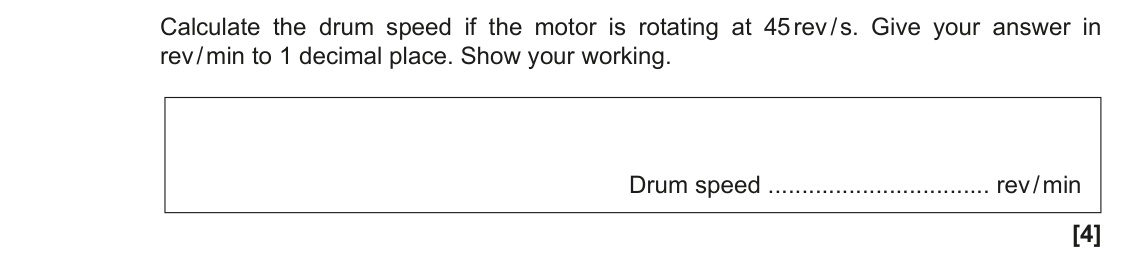 Calculate the drum speed if the motor is rotating at 45 rev/s. Give your answer in
rev/min to 1 decimal place. Show your working.
Drum speed ................................. rev/min
[4]